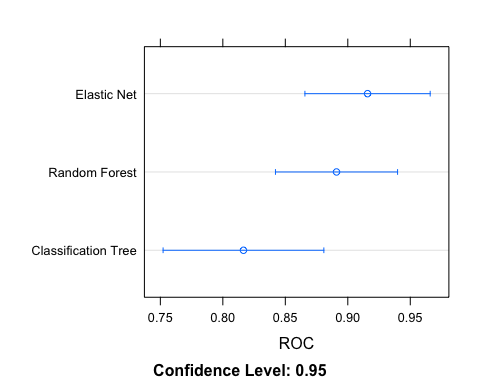 Elastic Net
Random Forest
Classification Tree
0.75 0.80 0.85 0.90 0.95
ROC
Confidence Level: 0.95